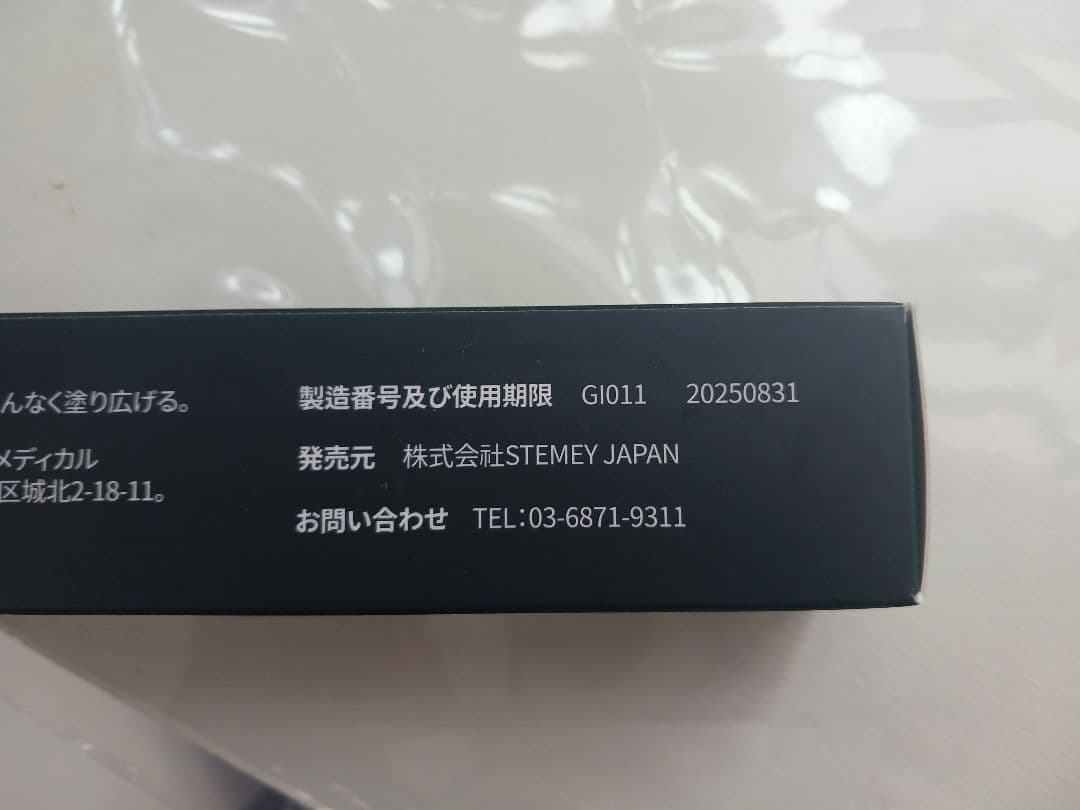 んなく塗り広げる。
メディカル
区城北2-18-11。
製造番号及び使用期限 GI011 20250831
発売元 株式会社STEMEY JAPAN
お問い合わせ TEL：03-6871-9311